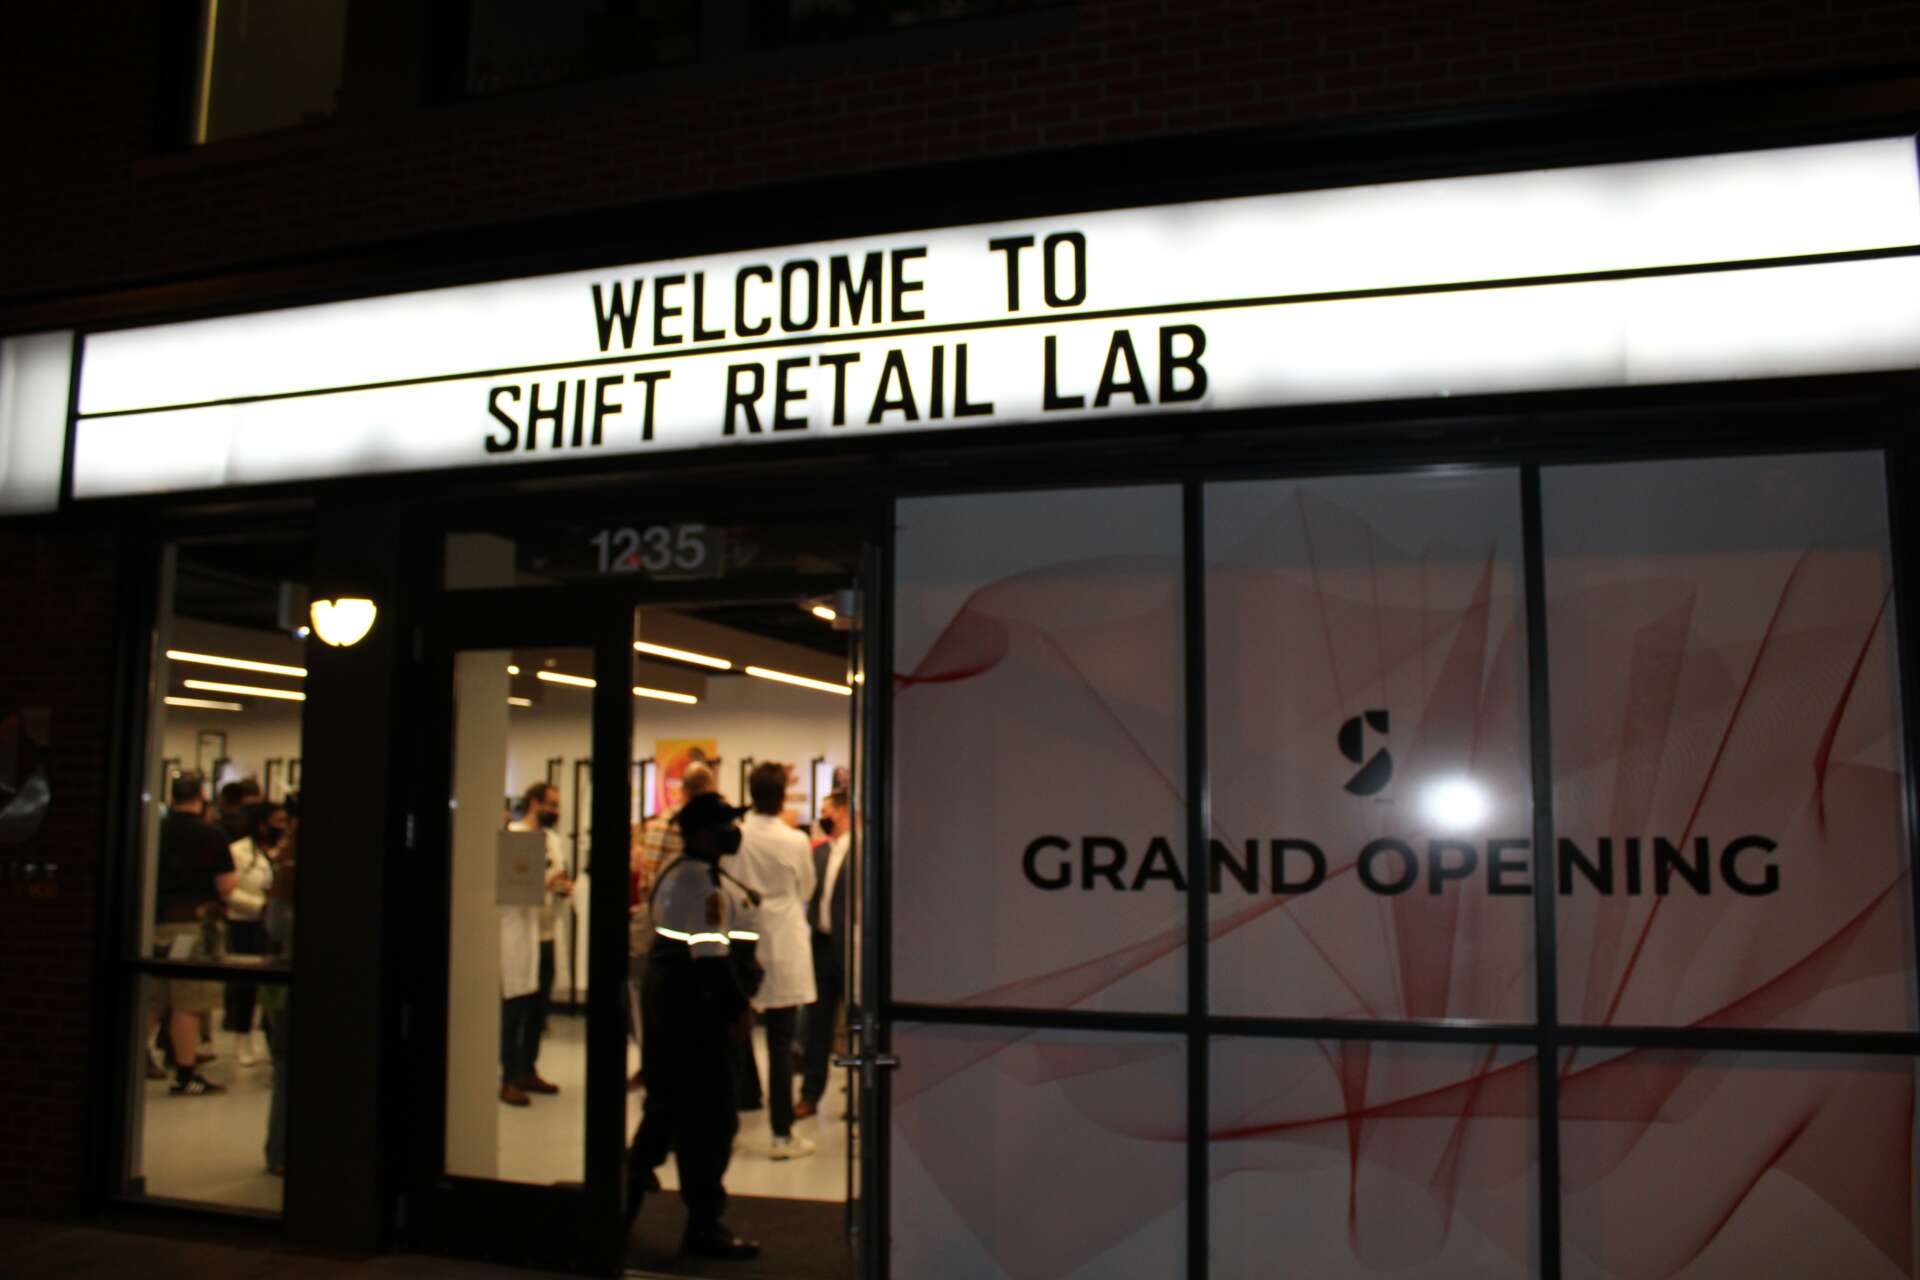 WELCOME TO
SHIFT RETAIL LAB
1235
GRAND OPENING